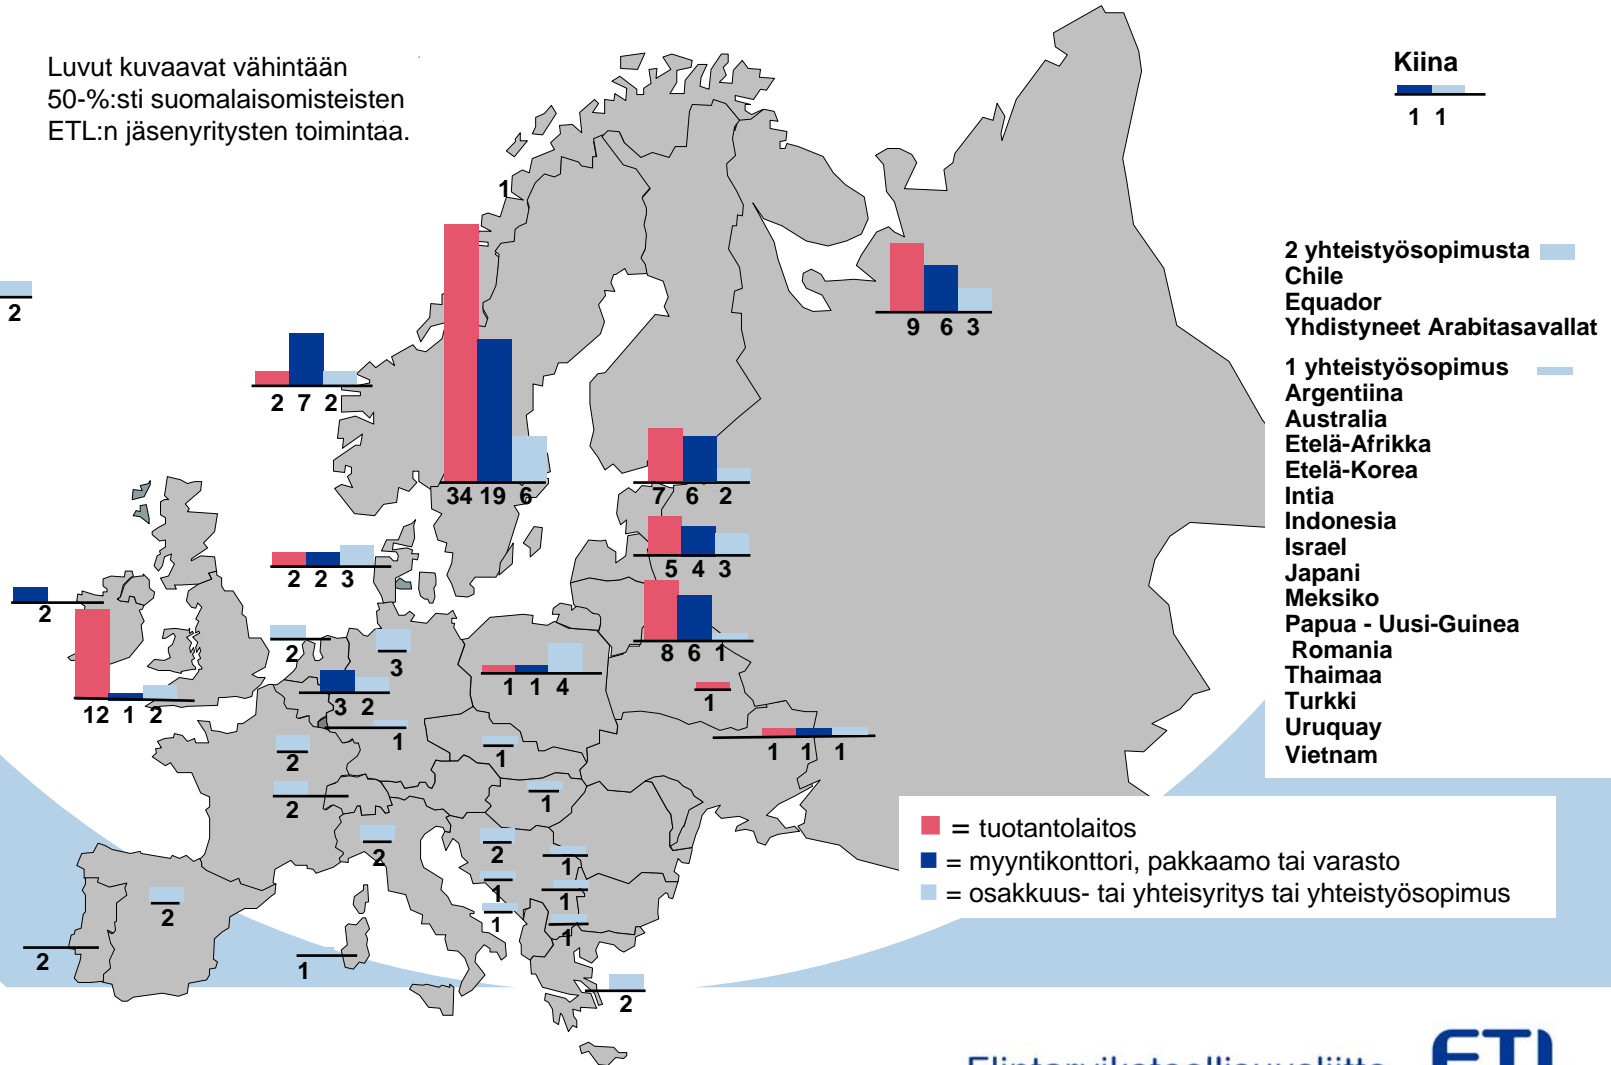 Luvut kuvaavat vähintään
50-%:sti suomalaisomisteisten
ETL:n jäsenyritysten toimintaa.
Kiina
1 1
2 yhteistyösopimusta
Chile
Equador
Yhdistyneet Arabitasavallat
1 yhteistyösopimus
Argentiina
Australia
Etelä-Afrikka
Etelä-Korea
Intia
Indonesia
Israel
Japani
Meksiko
Papua - Uusi-Guinea
Romania
Thaimaa
Turkki
Uruquay
Vietnam
1
2
9 6 3
2 7 2
34 19 6
7 6 2
5 4 3
2 2 3
2
8 6 1
2
3
1 1 4
1
12 1 2
3 2
1
1
1 1 1
2
2
1
2
2
1
1
1
2
1
1
2
1
2
= tuotantolaitos
= myyntikonttori, pakkaamo tai varasto
= osakkuus- tai yhteisyritys tai yhteistyösopimus
Elintarviketeollisuusliitto
ETL